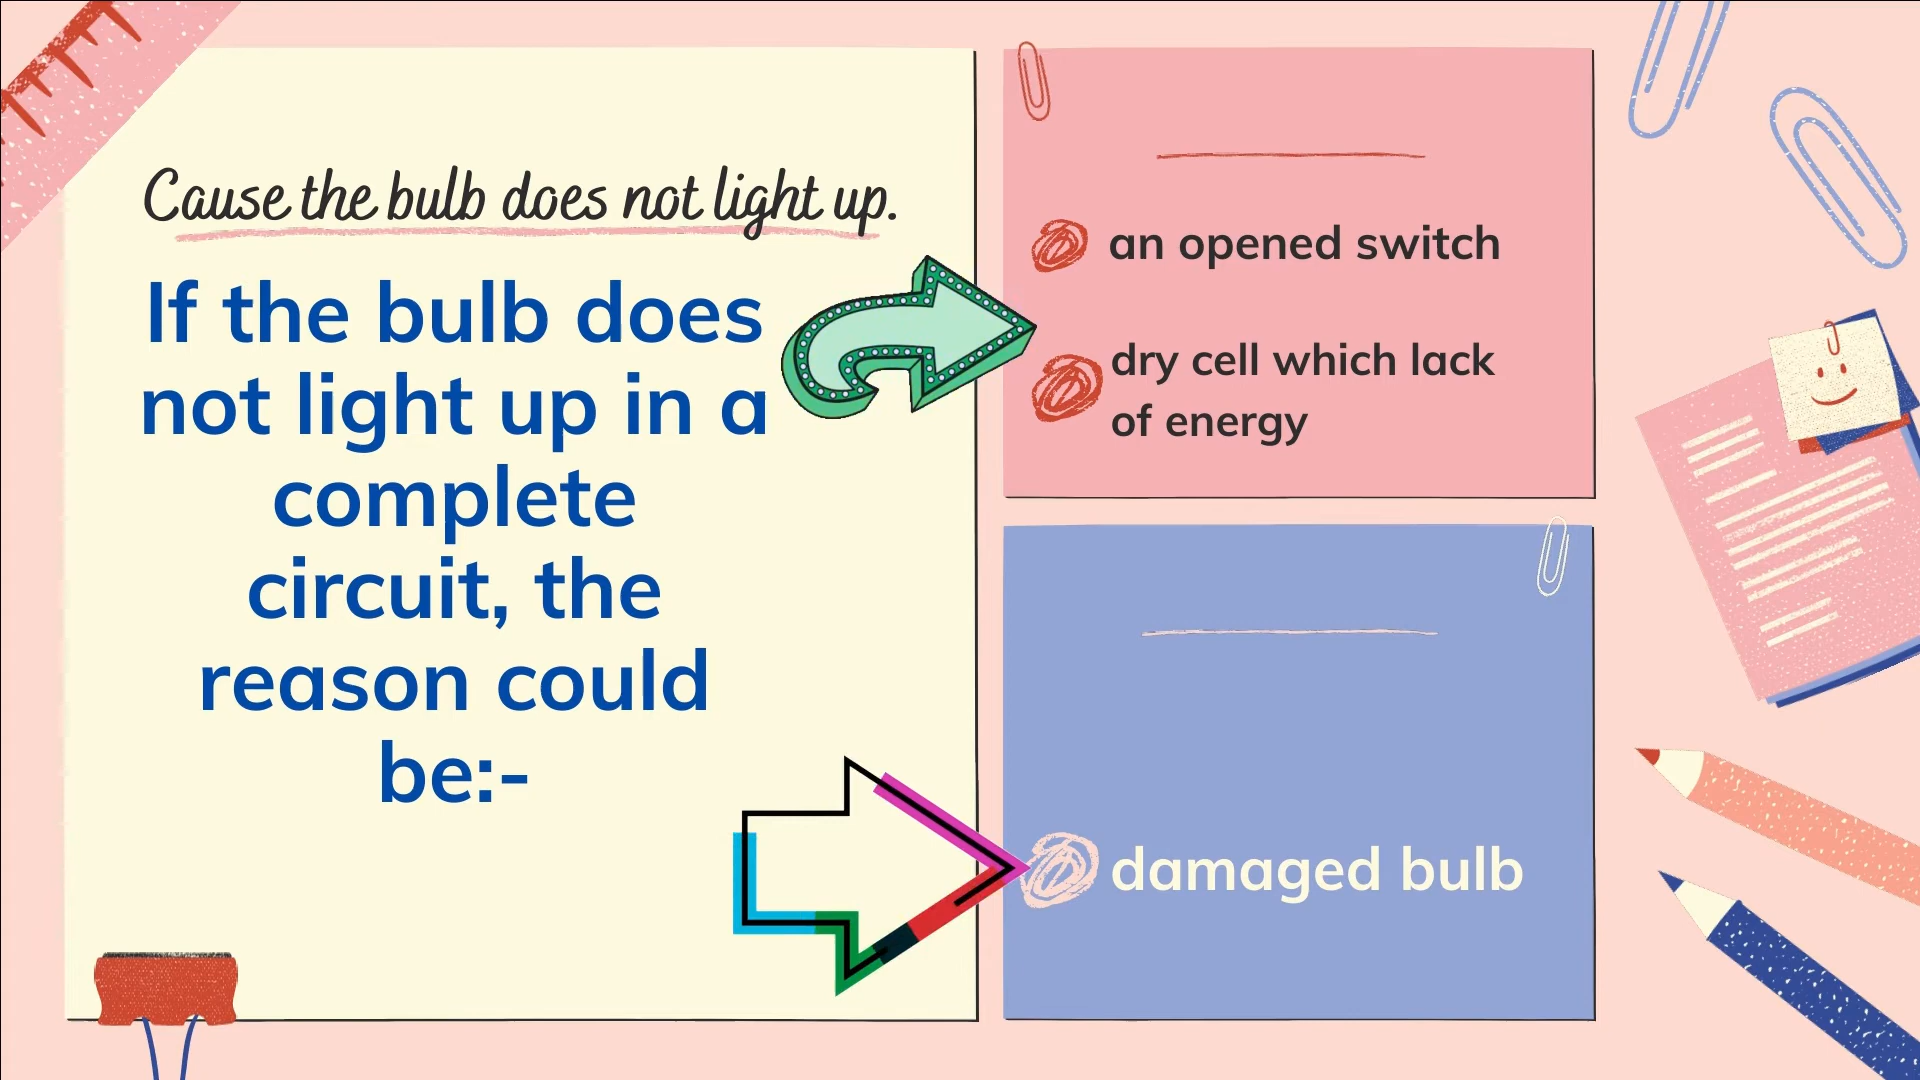 Cause the bulb does not light up.
If the bulb does
not light up in a
complete
circuit, the
reason could
be:-
an opened switch
dry cell which lack
of energy
damaged bulb